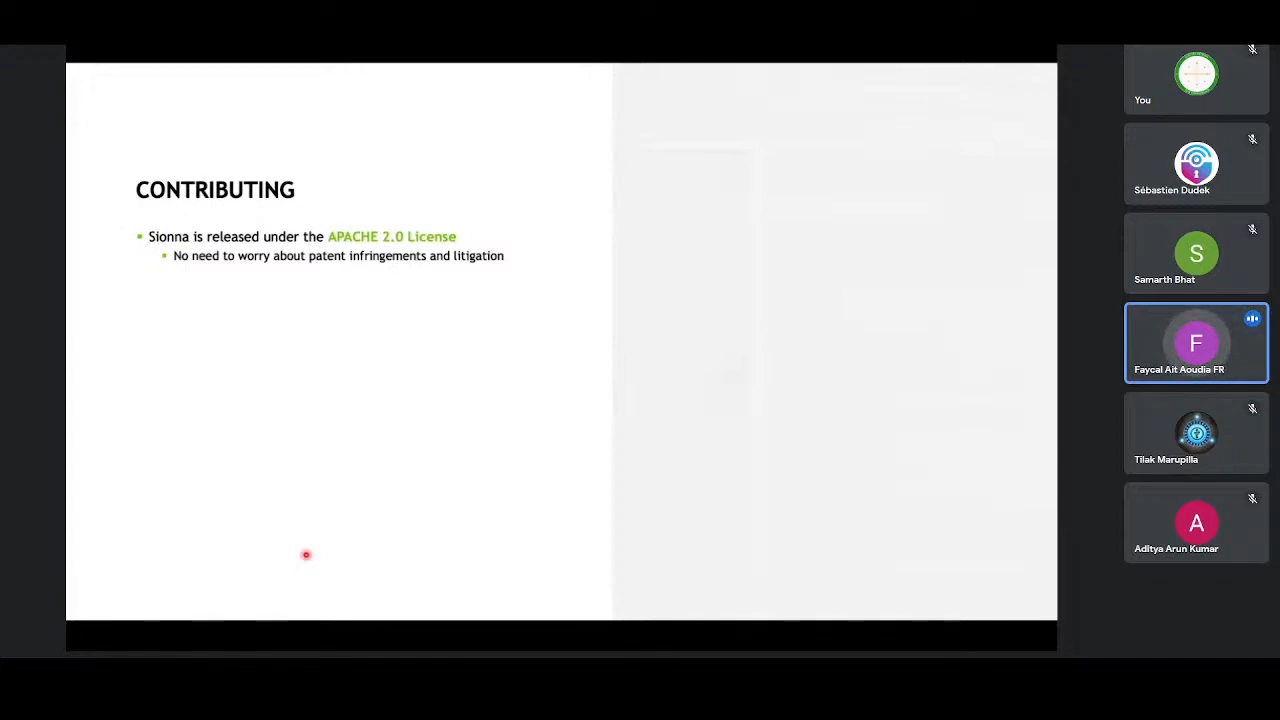 CONTRIBUTING
Sionna is released under the APACHE 2.0 License
No need to worry about patent infringements and litigation
You
Sébastien Dudek
S
Samarth Bhat
F
Faycal Ait Aoudia FR
Tilak Marupilla
A
Aditya Arun Kumar